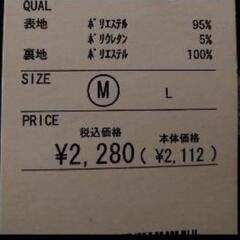 QUAL
表地 ﾎﾟﾘｴｽﾃﾙ 95%
ﾎﾟﾘｳﾚﾀﾝ 5%
裏地 ﾎﾟﾘｴｽﾃﾙ 100%
SIZE
M L
PRICE
税込価格 本体価格
¥2,280(¥2,112)